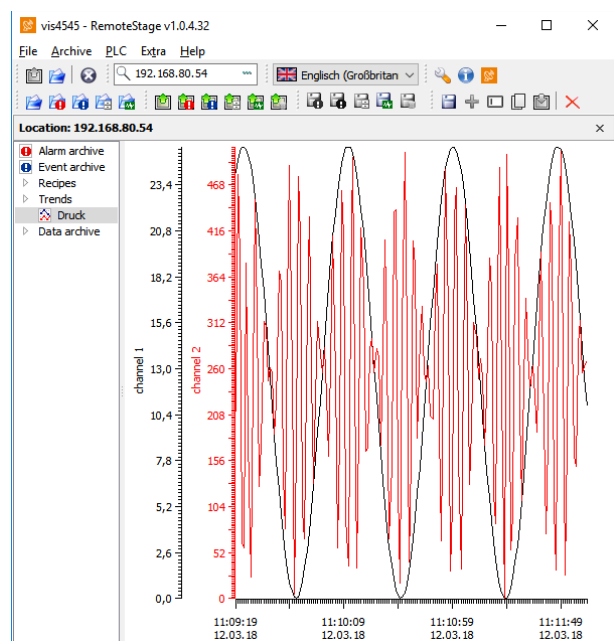 vis4545 - RemoteStage v1.0.4.32
File Archive PLC Extra Help
192.168.80.54
Englisch (Großbritan
Location: 192.168.80.54
Alarm archive
Event archive
Recipes
Trends
Druck
Data archive
channel 1
23,4
20,8
18,2
15,6
13,0
10,4
7,8
5,2
2,6
0,0
channel 2
468
416
364
312
260
208
156
104
52
0
11:09:19 11:10:09 11:10:59 11:11:49
12.03.18 12.03.18 12.03.18 12.03.18